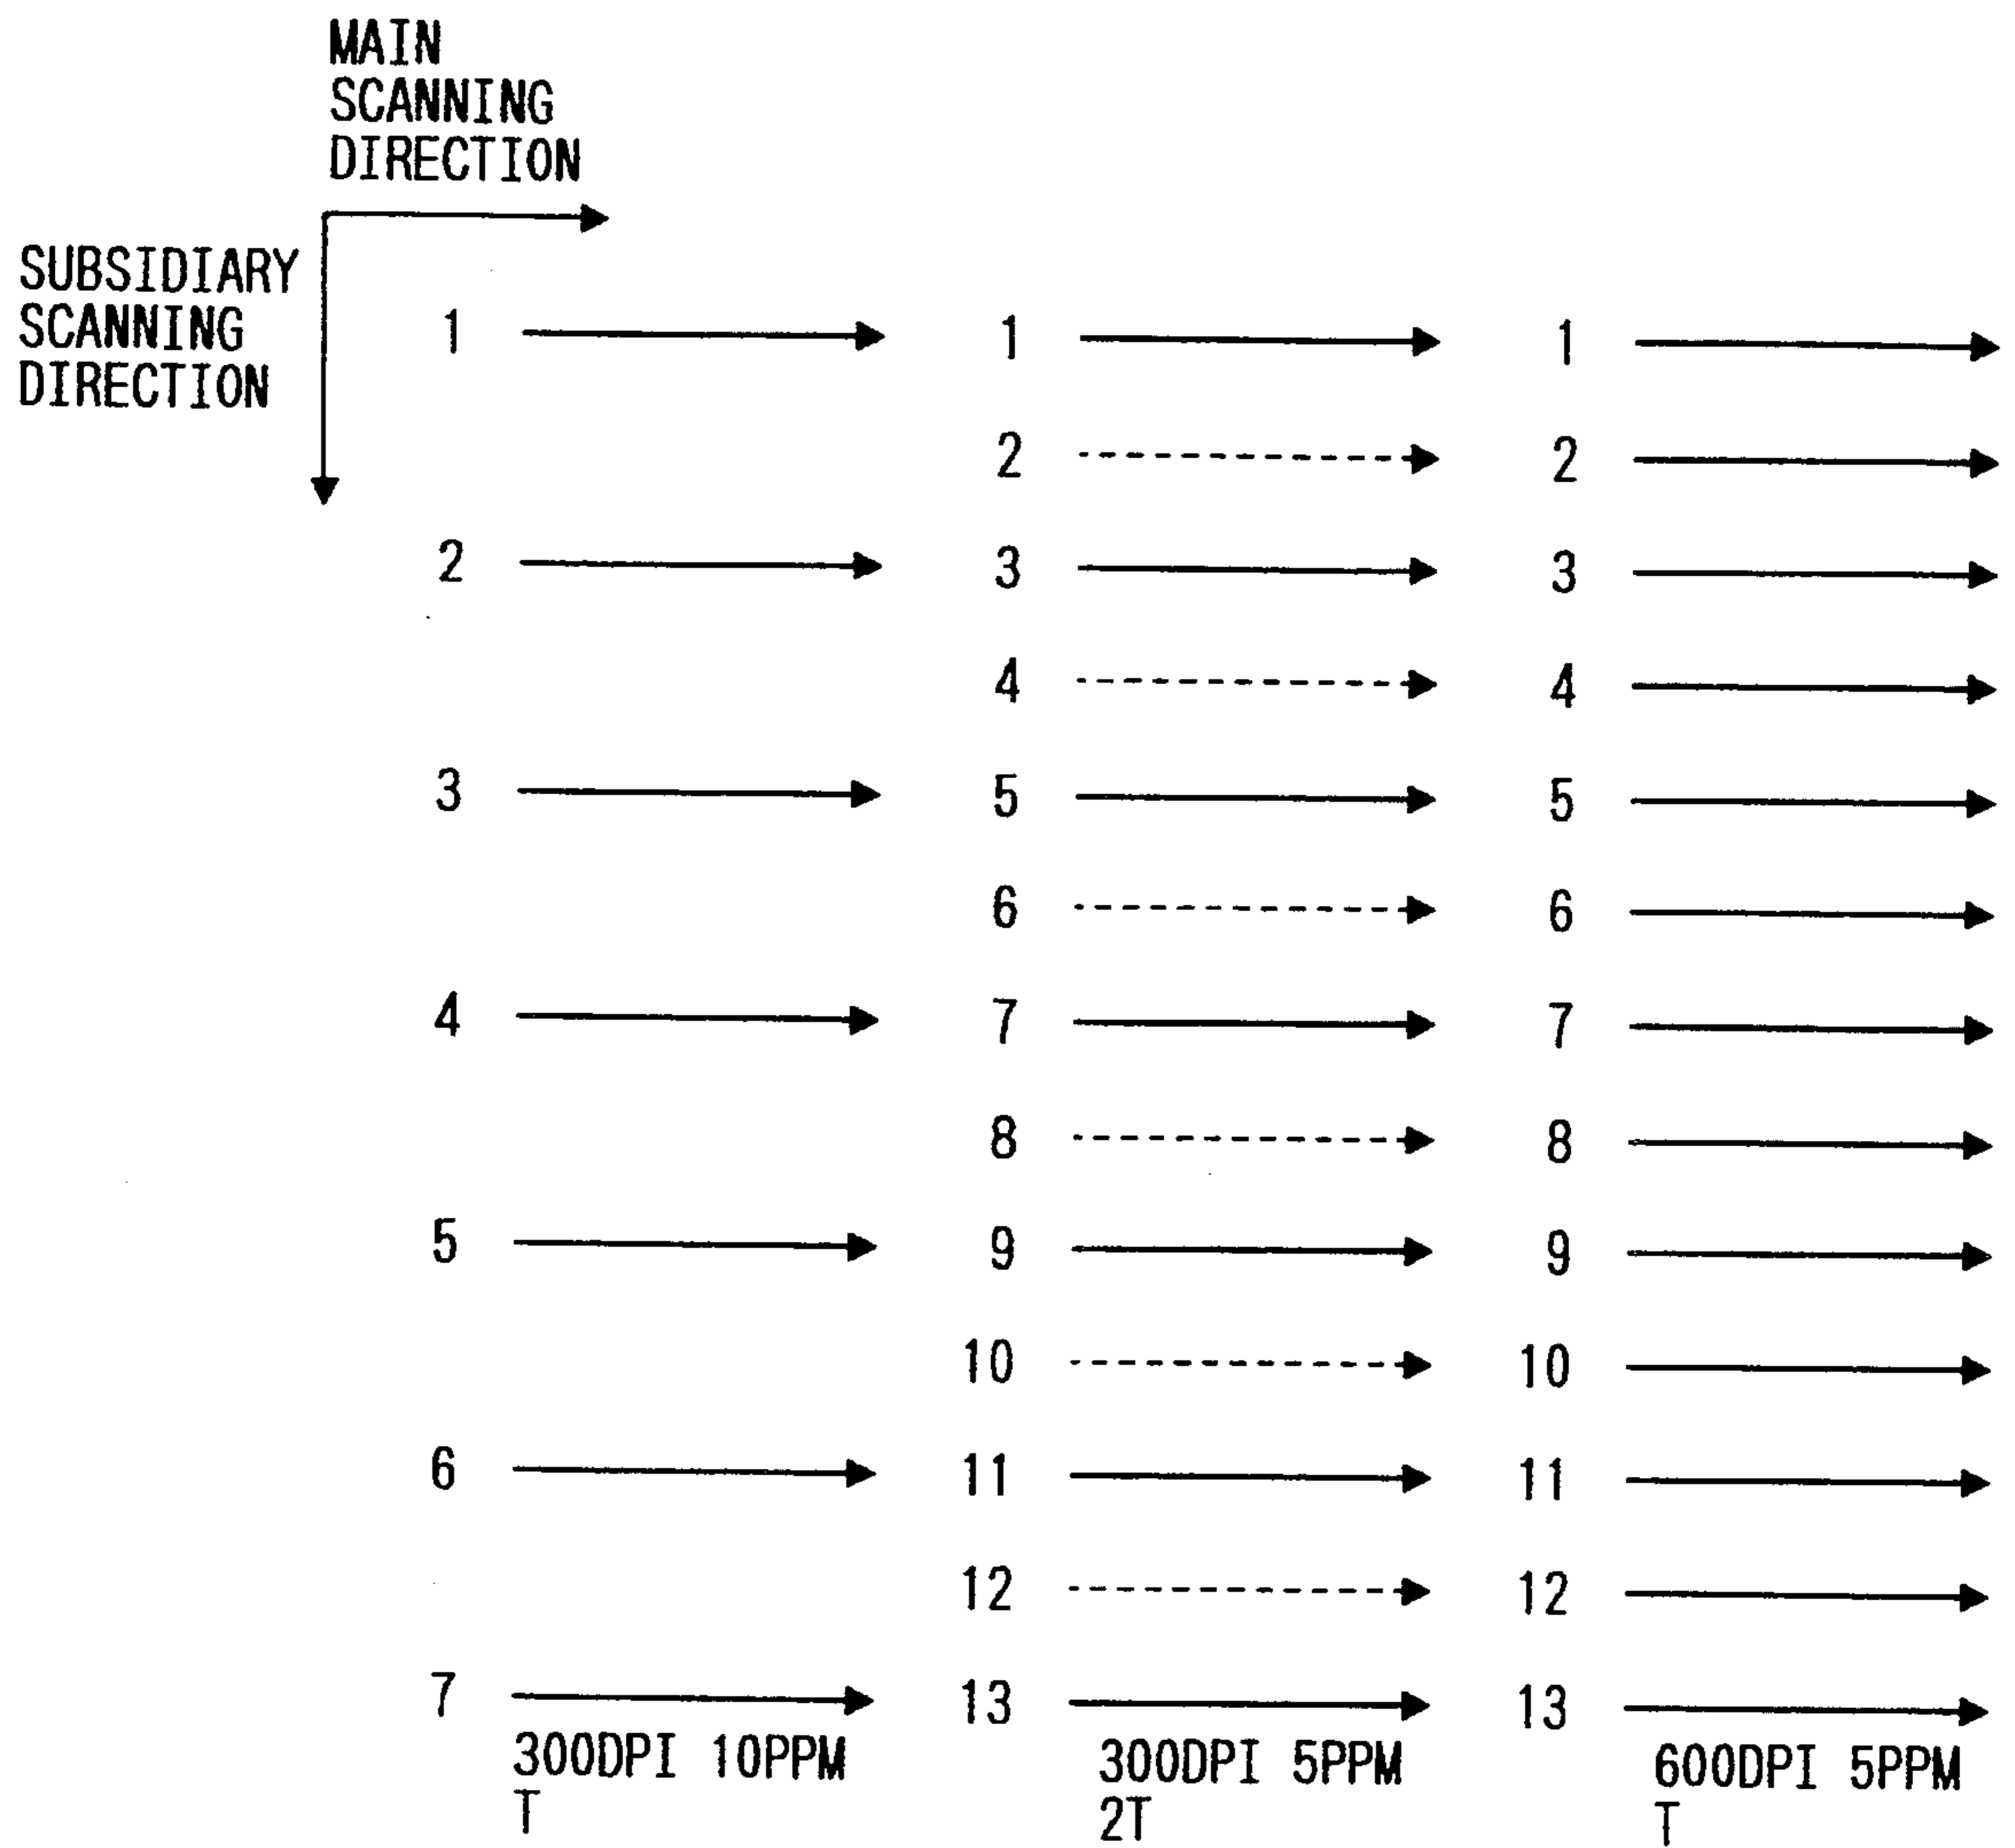 MAIN
SCANNING
DIRECTION
SUBSIDIARY
SCANNING
DIRECTION
1 1 1
2 2
2 3 3
4 4
3 5 5
6 6
4 7 7
8 8
5 9 9
10 10
6 11 11
12 12
7 13 13
300DPI 10PPM 300DPI 5PPM 600DPI 5PPM
T 2T T